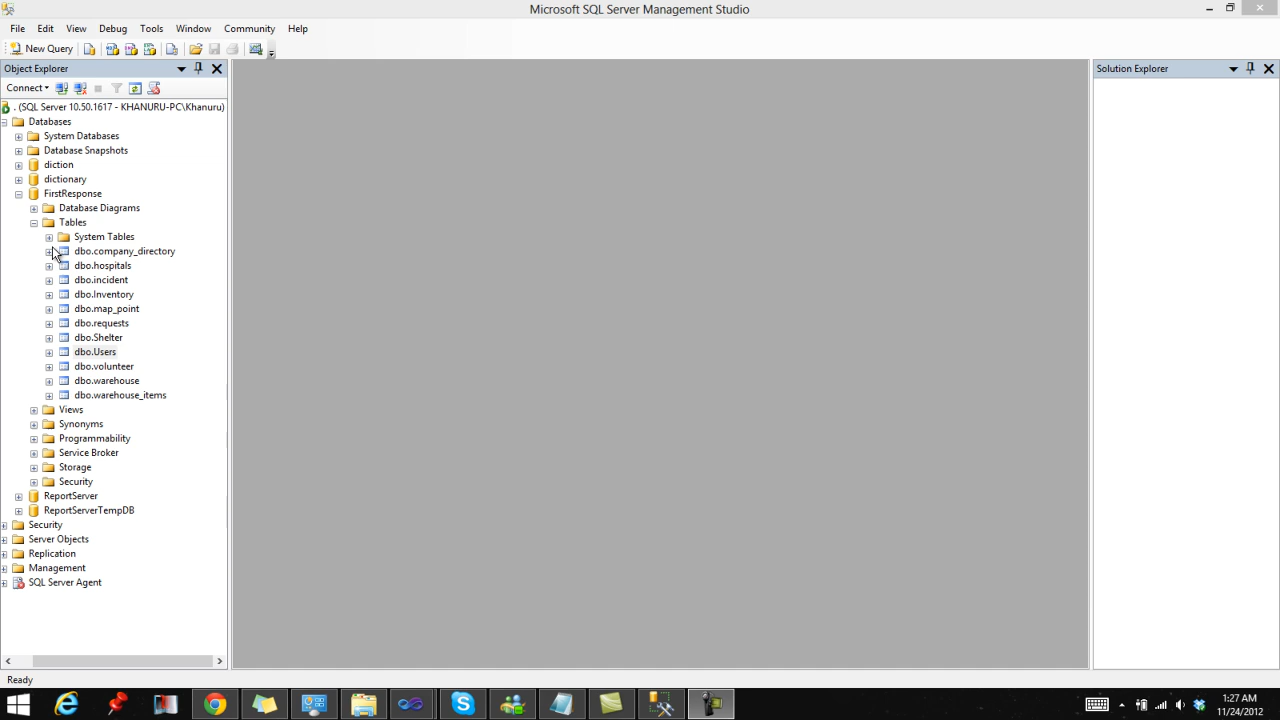 Microsoft SQL Server Management Studio
File Edit View Debug Tools Window Community Help
New Query
Object Explorer
Solution Explorer
Connect
. (SQL Server 10.50.1617 - KHANURU-PC\Khanuru)
Databases
System Databases
Database Snapshots
diction
dictionary
FirstResponse
Database Diagrams
Tables
System Tables
dbo.company_directory
dbo.hospitals
dbo.incident
dbo.Inventory
dbo.map_point
dbo.requests
dbo.Shelter
dbo.Users
dbo.volunteer
dbo.warehouse
dbo.warehouse_items
Views
Synonyms
Programmability
Service Broker
Storage
Security
ReportServer
ReportServerTempDB
Security
Server Objects
Replication
Management
SQL Server Agent
Ready
1:27 AM
11/24/2012